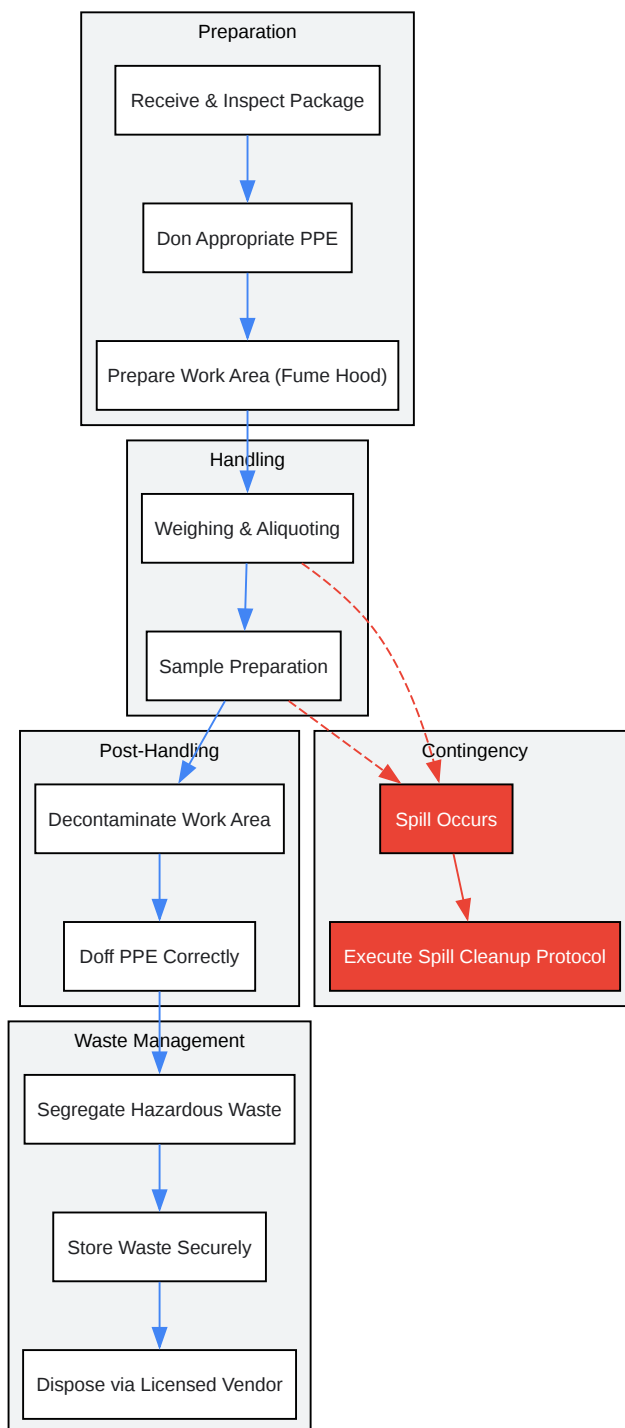 Preparation
Receive & Inspect Package
Don Appropriate PPE
Prepare Work Area (Fume Hood)
Handling
Weighing & Aliquoting
Sample Preparation
Post-Handling
Decontaminate Work Area
Doff PPE Correctly
Contingency
Spill Occurs
Execute Spill Cleanup Protocol
Waste Management
Segregate Hazardous Waste
Store Waste Securely
Dispose via Licensed Vendor